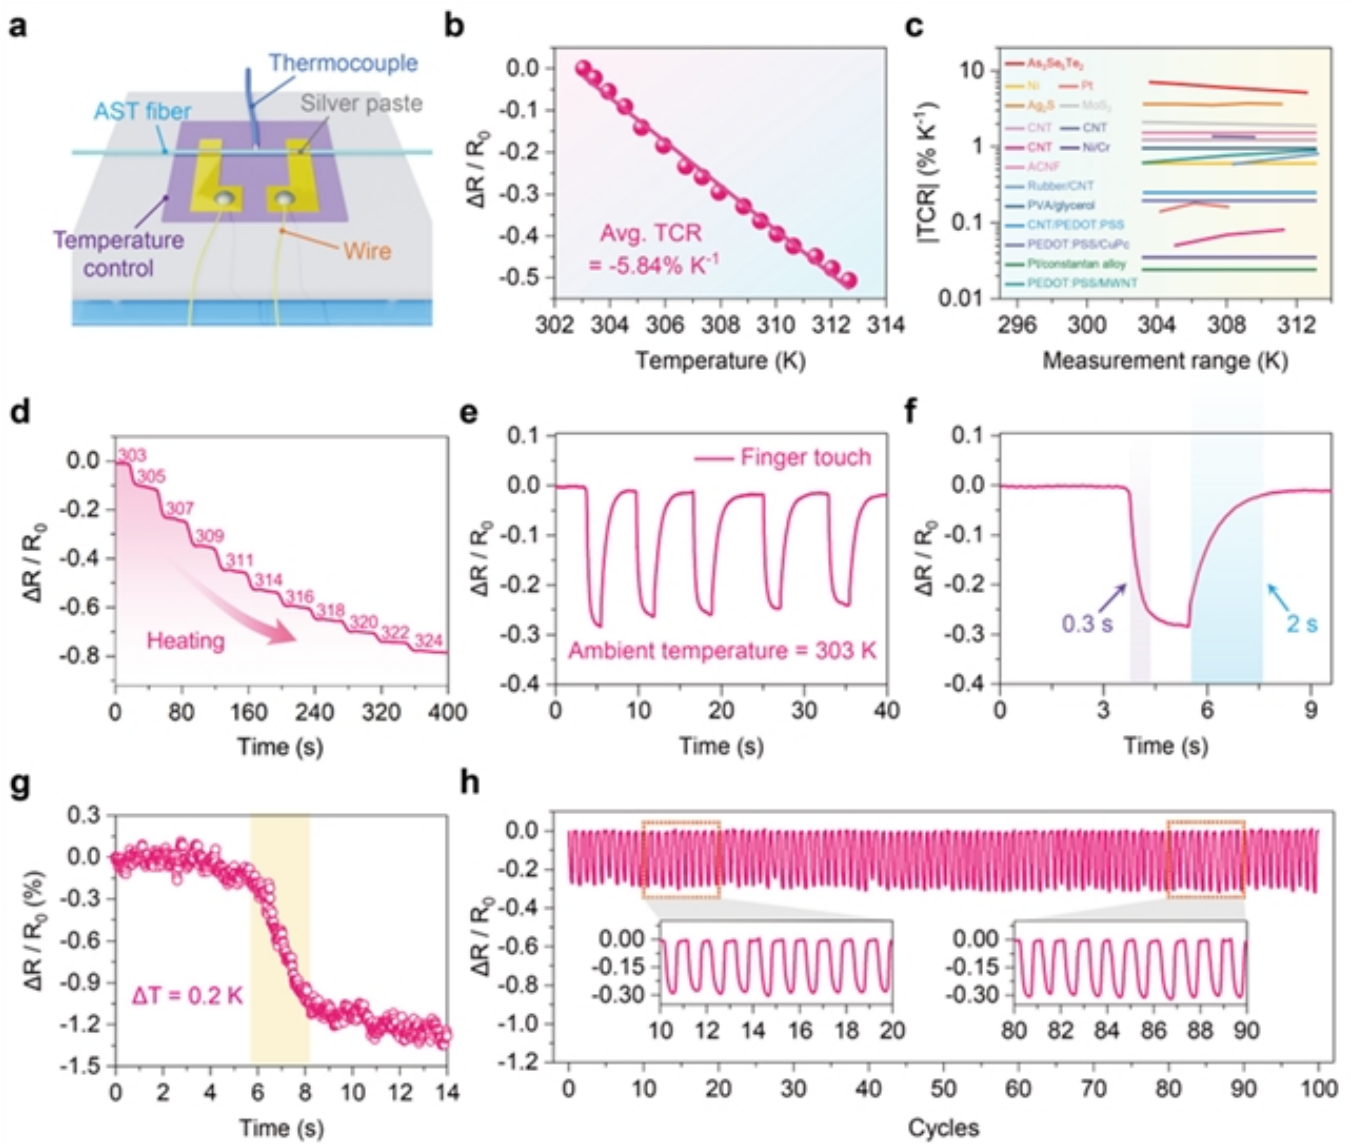 a
Thermocouple
AST fiber
Silver paste
Temperature
control
Wire
b
ΔR / R₀
0.0
-0.1
-0.2
-0.3
-0.4
-0.5
Avg. TCR
= -5.84% K⁻¹
302 304 306 308 310 312 314
Temperature (K)
c
|TCR| (% K⁻¹)
10
1
0.1
0.01
As₃Se₅Te₂
Ni Pt
Ag₂S MoS₂
CNT CNT
CNT Ni/Cr
ACNF
Rubber/CNT
PVA/glycerol
CNT/PEDOT:PSS
PEDOT:PSS/CuPc
Pt/constantan alloy
PEDOT:PSS/MWNT
296 300 304 308 312
Measurement range (K)
d
ΔR / R₀
0.0
-0.2
-0.4
-0.6
-0.8
303
305
307
309
311
314
316
318
320
322
324
Heating
0 80 160 240 320 400
Time (s)
e
ΔR / R₀
0.1
0.0
-0.1
-0.2
-0.3
-0.4
Finger touch
Ambient temperature = 303 K
0 10 20 30 40
Time (s)
f
ΔR / R₀
0.1
0.0
-0.1
-0.2
-0.3
-0.4
0.3 s
2 s
0 3 6 9
Time (s)
g
ΔR / R₀ (%)
0.3
0.0
-0.3
-0.6
-0.9
-1.2
-1.5
ΔT = 0.2 K
0 2 4 6 8 10 12 14
Time (s)
h
ΔR / R₀
0.0
-0.2
-0.4
-0.6
-0.8
-1.0
-1.2
0.00
-0.15
-0.30
10 12 14 16 18 20
0.00
-0.15
-0.30
80 82 84 86 88 90
0 10 20 30 40 50 60 70 80 90 100
Cycles